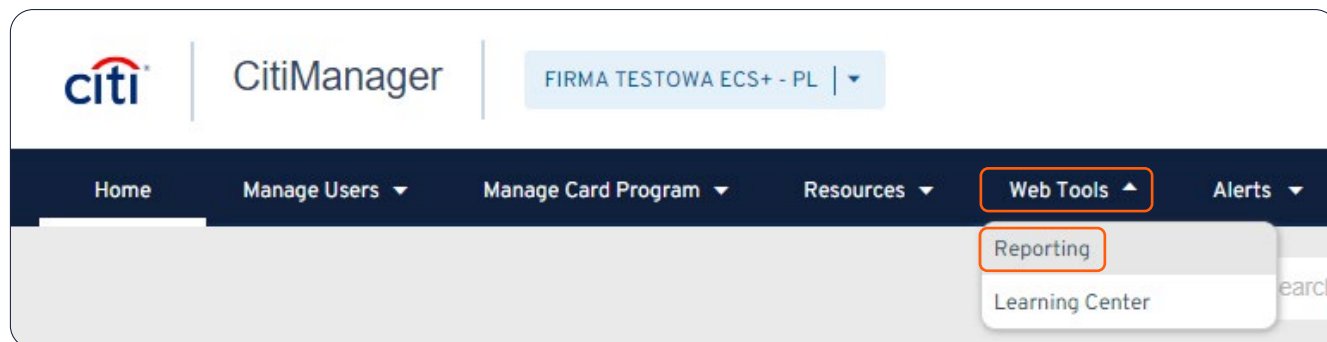 citi CitiManager FIRMA TESTOWA ECS+ - PL
Home Manage Users Manage Card Program Resources Web Tools Alerts
Reporting
Learning Center